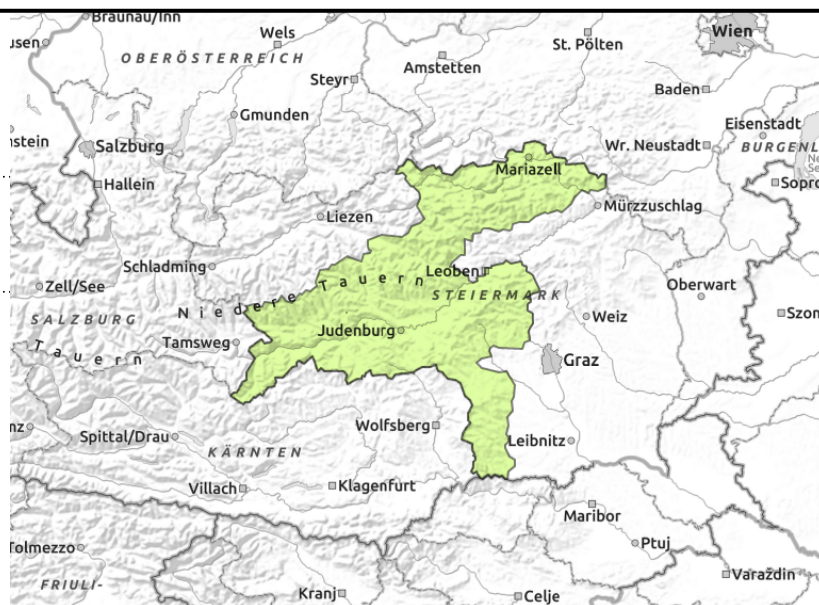 Braunau/Inn
Wels
Wien
St. Pölten
OBERÖSTERREICH
Amstetten
Steyr
Baden
Gmunden
Eisenstadt
Salzburg
Wr. Neustadt
BURGENL
Mariazell
Hallein
Sopro
Mürzzuschlag
Liezen
Schladming
Leoben
Zell/See
Niedere Tauern
STEIERMARK
Oberwart
SALZBURG
Judenburg
Weiz
Szom
Tamsweg
Tauern
Graz
Wolfsberg
Spittal/Drau
Leibnitz
KÄRNTEN
Villach
Klagenfurt
Maribor
Tolmezzo
Ptuj
Varaždin
FRIULI-
Kranj
Celje